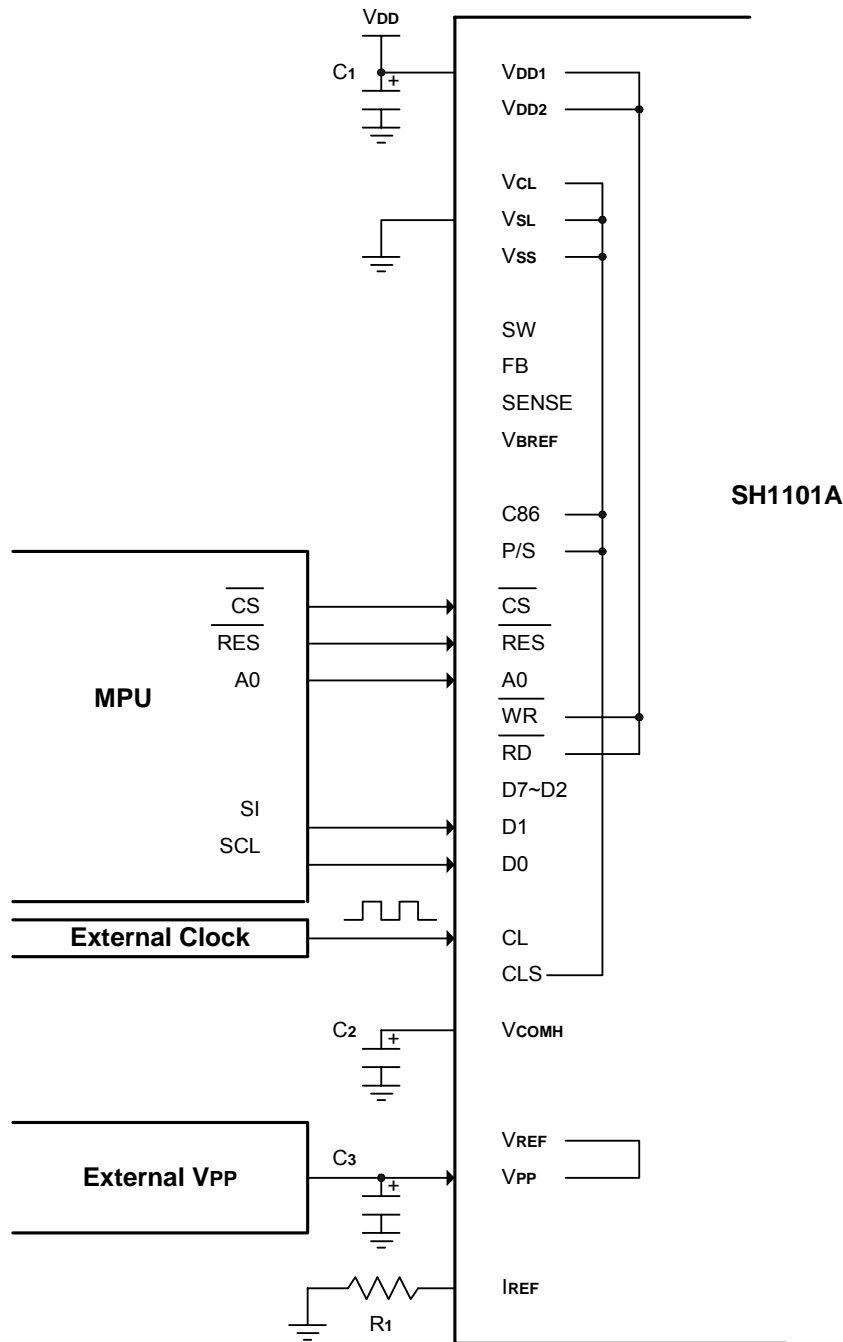 VDD
C1
+
VDD1
VDD2
VCL
VSL
VSS
SW
FB
SENSE
VBREF
SH1101A
C86
P/S
MPU
CS
RES
A0
SI
SCL
CS
RES
A0
WR
RD
D7~D2
D1
D0
External Clock
CL
CLS
C2
+
VCOMH
External VPP
C3
+
VREF
VPP
R1
IREF